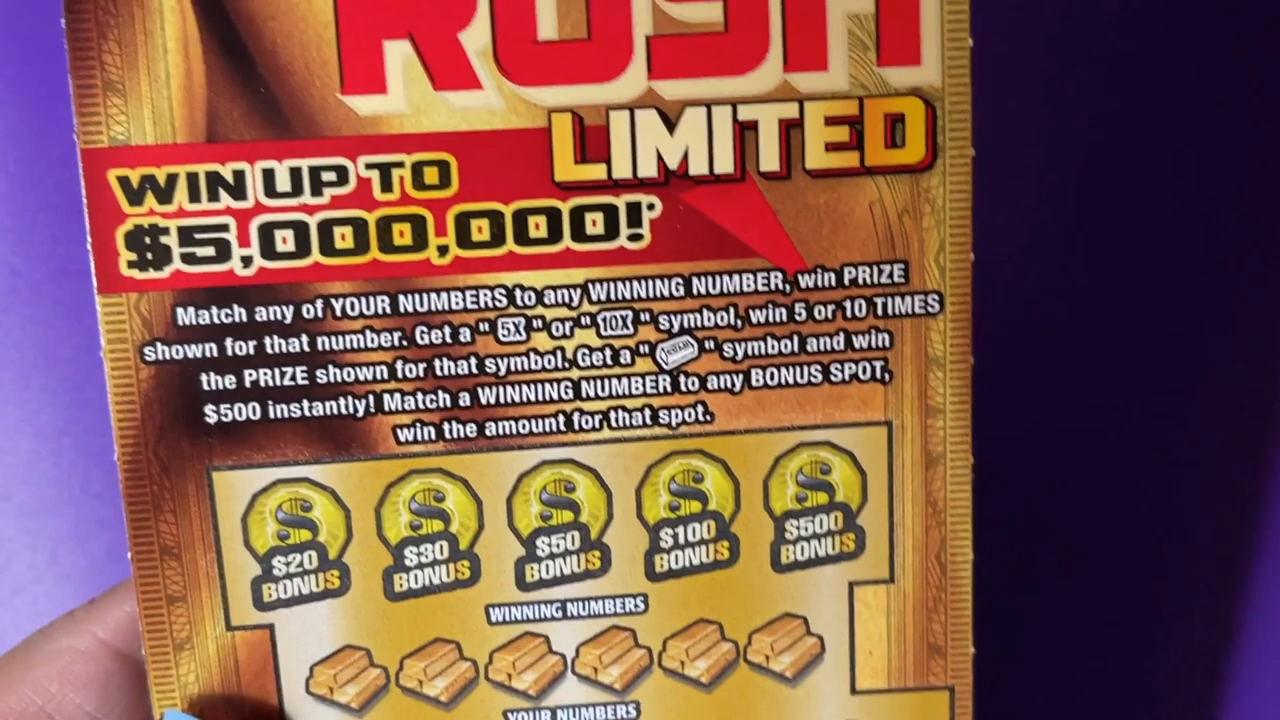 RUSH
LIMITED
WIN UP TO
$5,000,000!*
Match any of YOUR NUMBERS to any WINNING NUMBER, win PRIZE
shown for that number. Get a "5X" or "10X" symbol, win 5 or 10 TIMES
the PRIZE shown for that symbol. Get a " " symbol and win
$500 instantly! Match a WINNING NUMBER to any BONUS SPOT,
win the amount for that spot.
$20 BONUS
$30 BONUS
$50 BONUS
$100 BONUS
$500 BONUS
WINNING NUMBERS
YOUR NUMBERS